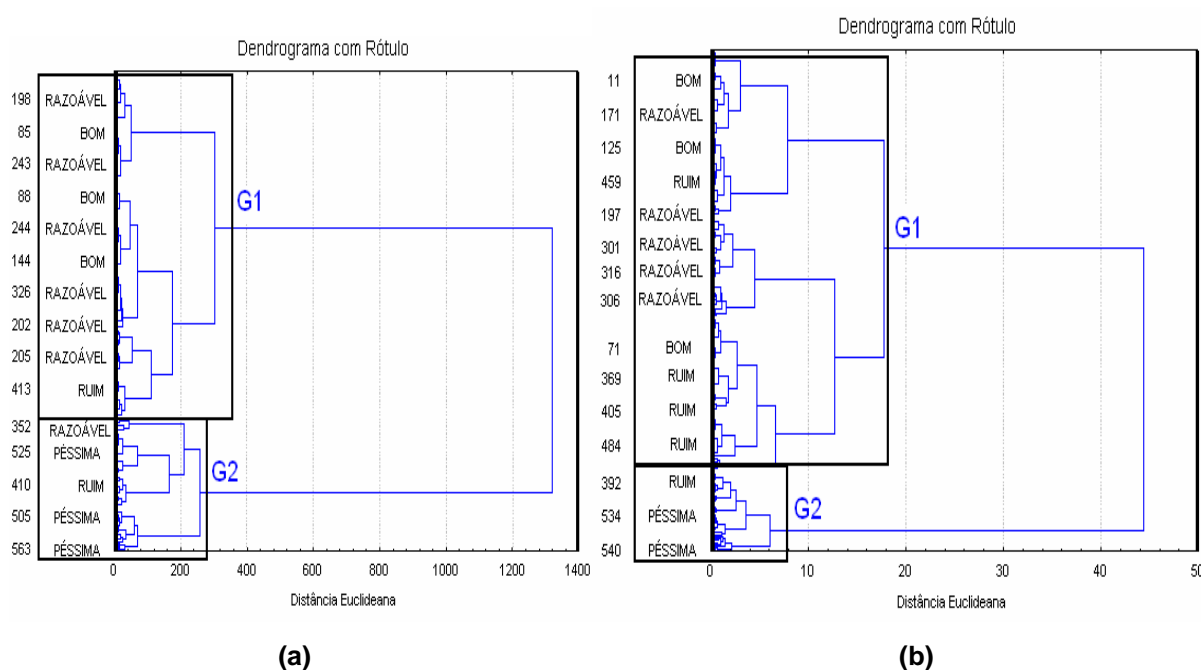 Dendrograma com Rótulo
198 RAZOÁVEL
85 BOM
243 RAZOÁVEL
88 BOM
G1
244 RAZOÁVEL
144 BOM
326 RAZOÁVEL
202 RAZOÁVEL
205 RAZOÁVEL
413 RUIM
352 RAZOÁVEL
525 PÉSSIMA
G2
410 RUIM
505 PÉSSIMA
563 PÉSSIMA
0 200 400 600 800 1000 1200 1400
Distância Euclideana
(a)
Dendrograma com Rótulo
11 BOM
171 RAZOÁVEL
125 BOM
459 RUIM
197 RAZOÁVEL
G1
301 RAZOÁVEL
316 RAZOÁVEL
306 RAZOÁVEL
71 BOM
369 RUIM
405 RUIM
484 RUIM
392 RUIM
G2
534 PÉSSIMA
540 PÉSSIMA
0 10 20 30 40 50
Distância Euclideana
(b)